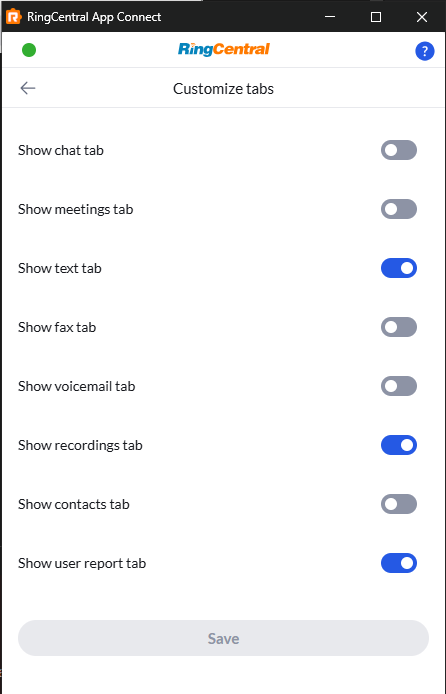 RingCentral App Connect
RingCentral
?
Customize tabs
Show chat tab
Show meetings tab
Show text tab
Show fax tab
Show voicemail tab
Show recordings tab
Show contacts tab
Show user report tab
Save